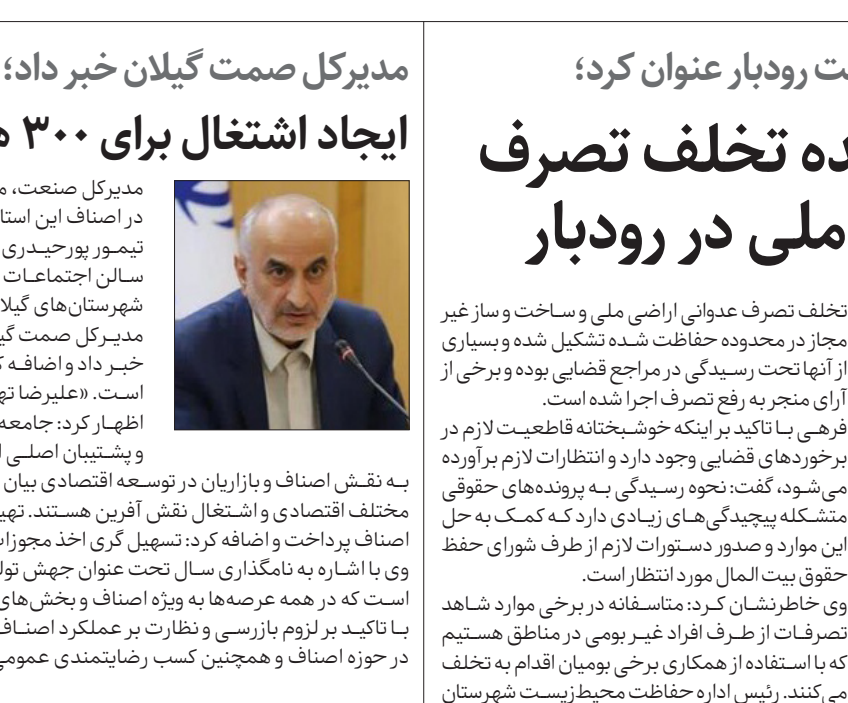 ت رودبار عنوان کرد؛
ده تخلف تصرف
ملی در رودبار
تخلف تصرف عدوانی اراضی ملی و ساخت و ساز غیر
مجاز در محدوده حفاظت شده تشکیل شده و بسیاری
از آنها تحت رسیدگی در مراجع قضایی بوده و برخی از
آرای منجر به رفع تصرف اجرا شده است.
فرهی با تاکید بر اینکه خوشبختانه قاطعیت لازم در
برخوردهای قضایی وجود دارد و انتظارات لازم برآورده
می‌شود، گفت: نحوه رسیدگی به پرونده‌های حقوقی
متشکله پیچیدگی‌های زیادی دارد که کمک به حل
این موارد و صدور دستورات لازم از طرف شورای حفظ
حقوق بیت المال مورد انتظار است.
وی خاطرنشان کرد: متاسفانه در برخی موارد شاهد
تصرفات از طرف افراد غیر بومی در مناطق هستیم
که با استفاده از همکاری برخی بومیان اقدام به تخلف
می‌کنند. رئیس اداره حفاظت محیط‌زیست شهرستان
مدیرکل صمت گیلان خبر داد؛
ایجاد اشتغال برای ۳۰۰ ه
مدیرکل صنعت، م
در اصناف این استا
تیمور پورحیدری
سالن اجتماعات
شهرستان‌های گیلا
مدیرکل صمت گی
خبر داد و اضافه ک
است. «علیرضا ته
اظهار کرد: جامعه
و پشتیبان اصلی ا
به نقش اصناف و بازاریان در توسعه اقتصادی بیان
مختلف اقتصادی و اشتغال نقش آفرین هستند. تهی
اصناف پرداخت و اضافه کرد: تسهیل گری اخذ مجوزا
وی با اشاره به نامگذاری سال تحت عنوان جهش تول
است که در همه عرصه‌ها به ویژه اصناف و بخش‌های
با تاکید بر لزوم بازرسی و نظارت بر عملکرد اصناف
در حوزه اصناف و همچنین کسب رضایتمندی عمومی